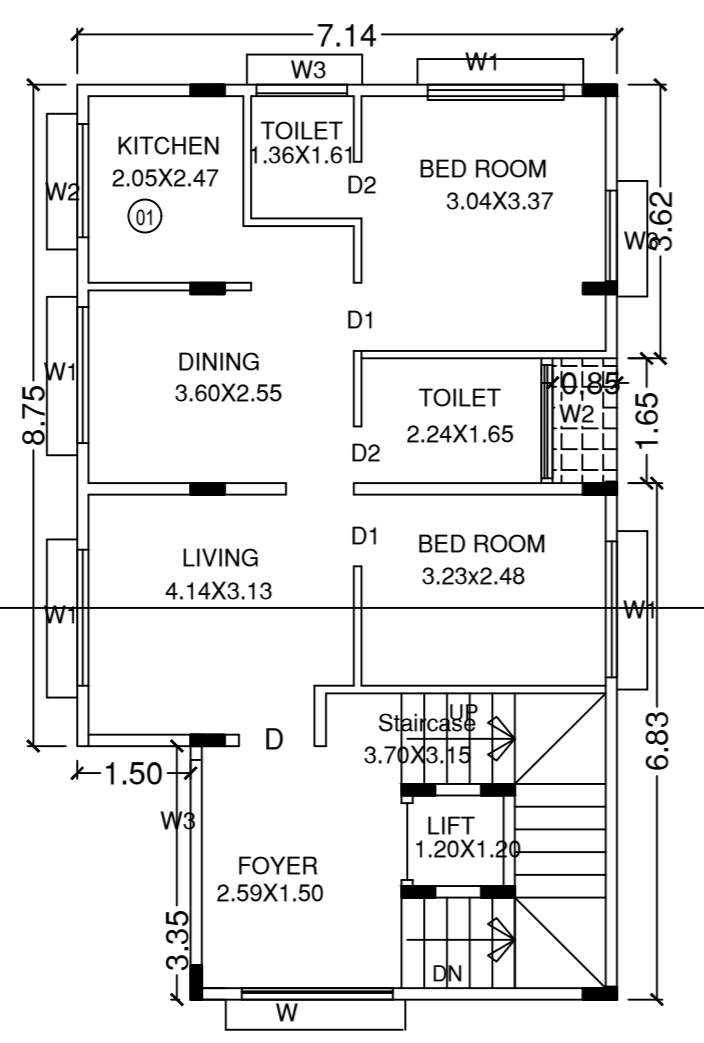 7.14
W3
W1
KITCHEN
2.05X2.47
01
TOILET
1.36X1.61
D2
BED ROOM
3.04X3.37
W2
W3
3.62
D1
DINING
3.60X2.55
W1
8.75
TOILET
2.24X1.65
0.85
W2
1.65
D2
D1
LIVING
4.14X3.13
BED ROOM
3.23x2.48
W1
W1
UP
Staircase
3.70X3.15
D
6.83
1.50
W3
LIFT
1.20X1.20
FOYER
2.59X1.50
3.35
DN
W